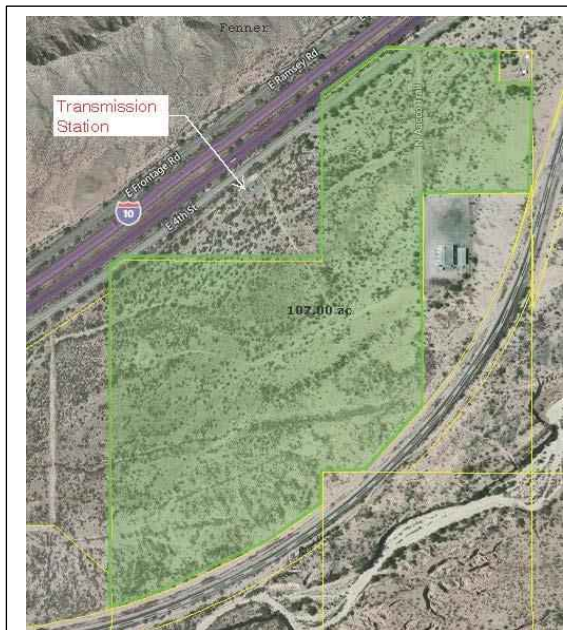 Fenner
E Ramsey Rd
Transmission
Station
E Frontage Rd
10
E 4th St
107.00 ac